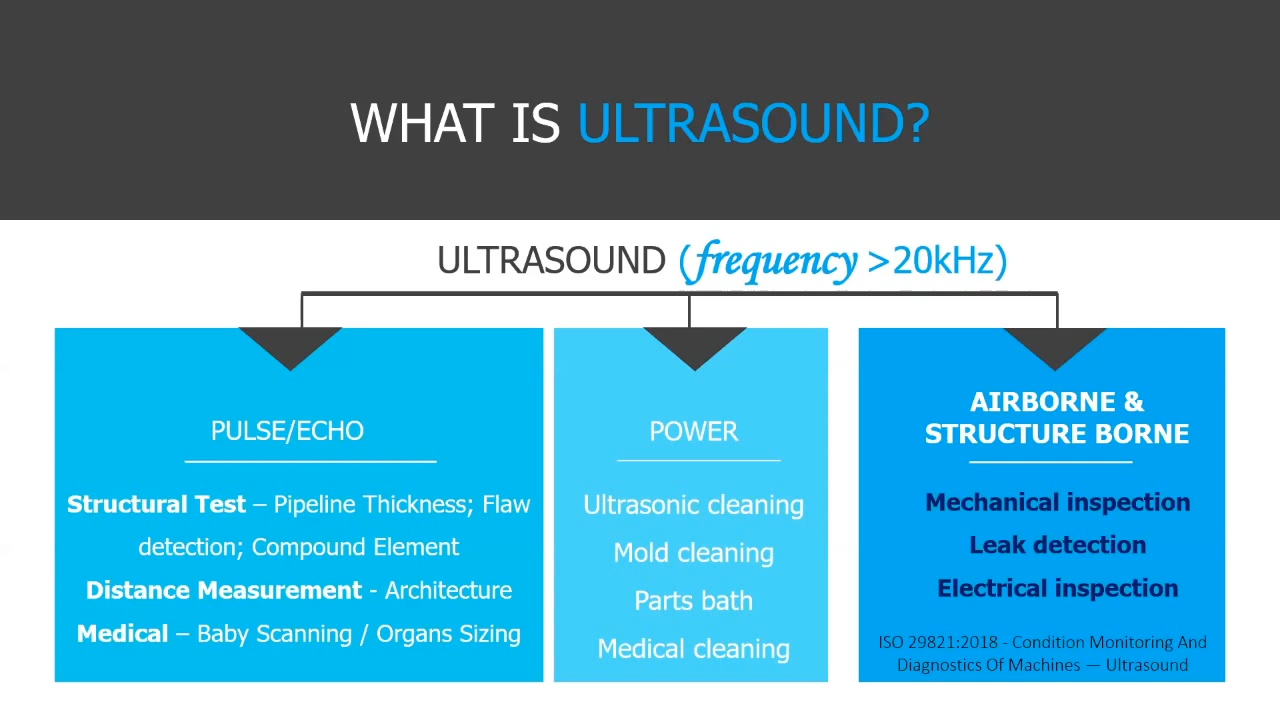 WHAT IS ULTRASOUND?
ULTRASOUND (frequency >20kHz)
PULSE/ECHO
Structural Test – Pipeline Thickness; Flaw
detection; Compound Element
Distance Measurement - Architecture
Medical – Baby Scanning / Organs Sizing
POWER
Ultrasonic cleaning
Mold cleaning
Parts bath
Medical cleaning
AIRBORNE &
STRUCTURE BORNE
Mechanical inspection
Leak detection
Electrical inspection
ISO 29821:2018 - Condition Monitoring And
Diagnostics Of Machines — Ultrasound